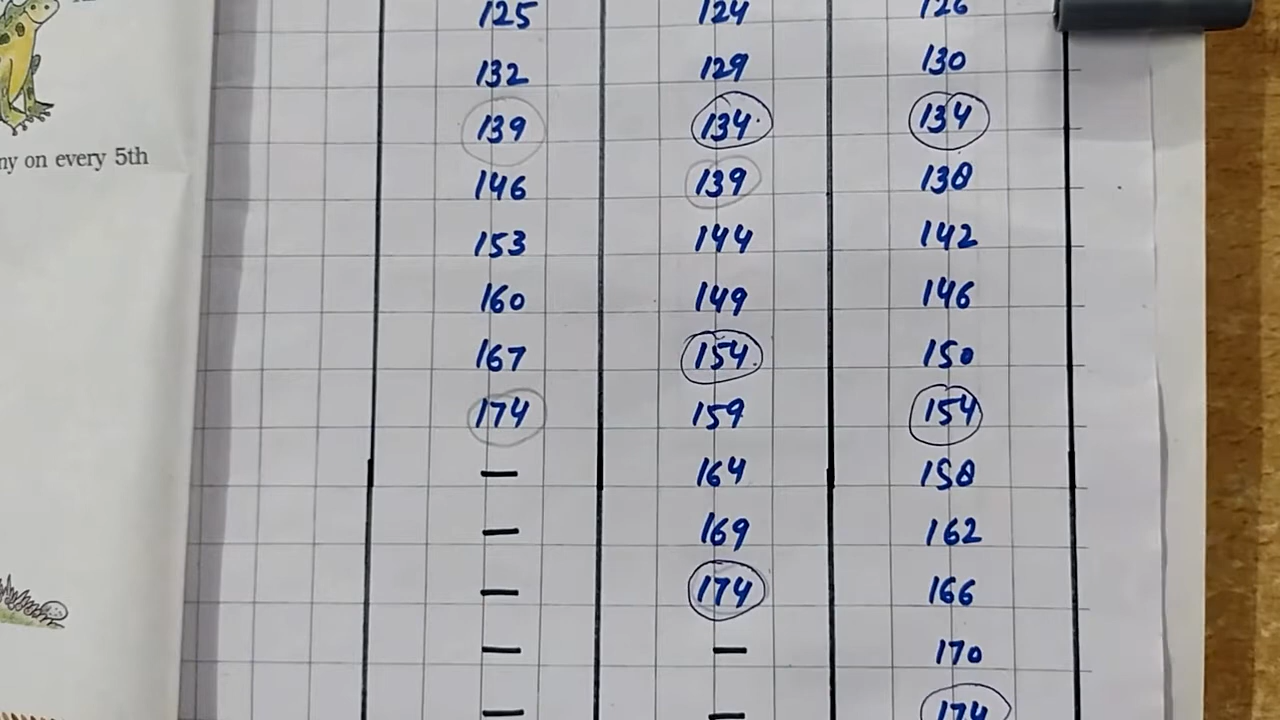 125 124 126
132 129 130
139 134 134
ny on every 5th
146 139 138
153 144 142
160 149 146
167 154 150
174 159 154
— 164 158
— 169 162
— 174 166
— — 170
— — 174